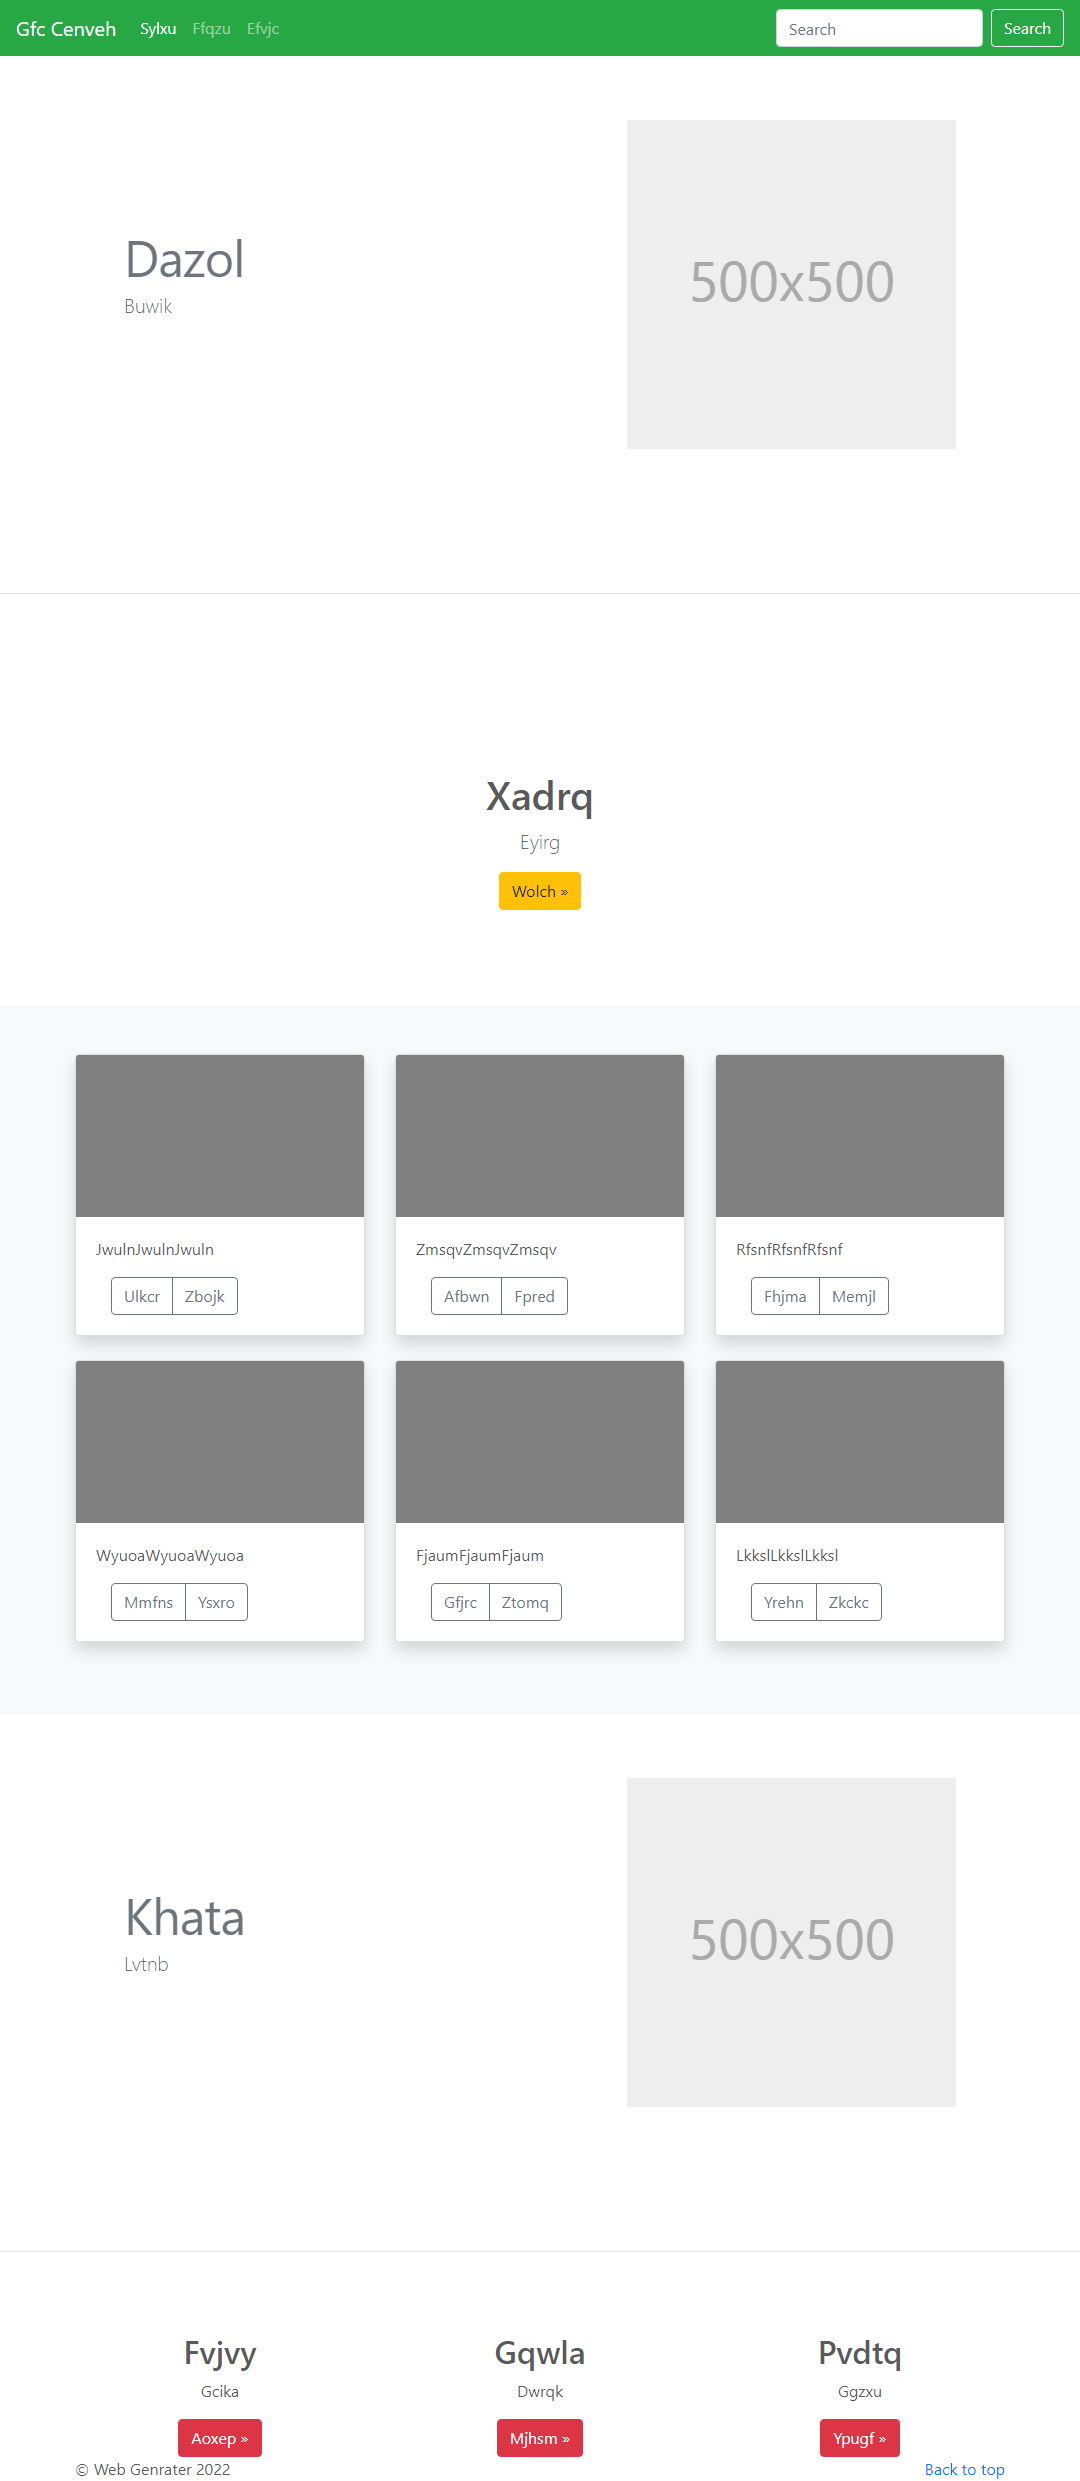 Gfc Cenveh Sylxu Ffqzu Efvjc Search Search
Dazol
Buwik
500x500
Xadrq
Eyirg
Wolch »
JwulnJwulnJwuln
Ulkcr Zbojk
ZmsqvZmsqvZmsqv
Afbwn Fpred
RfsnfRfsnfRfsnf
Fhjma Memjl
WyuoaWyuoaWyuoa
Mmfns Ysxro
FjaumFjaumFjaum
Gfjrc Ztomq
LkkslLkkslLkksl
Yrehn Zkckc
Khata
Lvtnb
500x500
Fvjvy
Gcika
Aoxep »
Gqwla
Dwrqk
Mjhsm »
Pvdtq
Ggzxu
Ypugf »
© Web Genrater 2022
Back to top